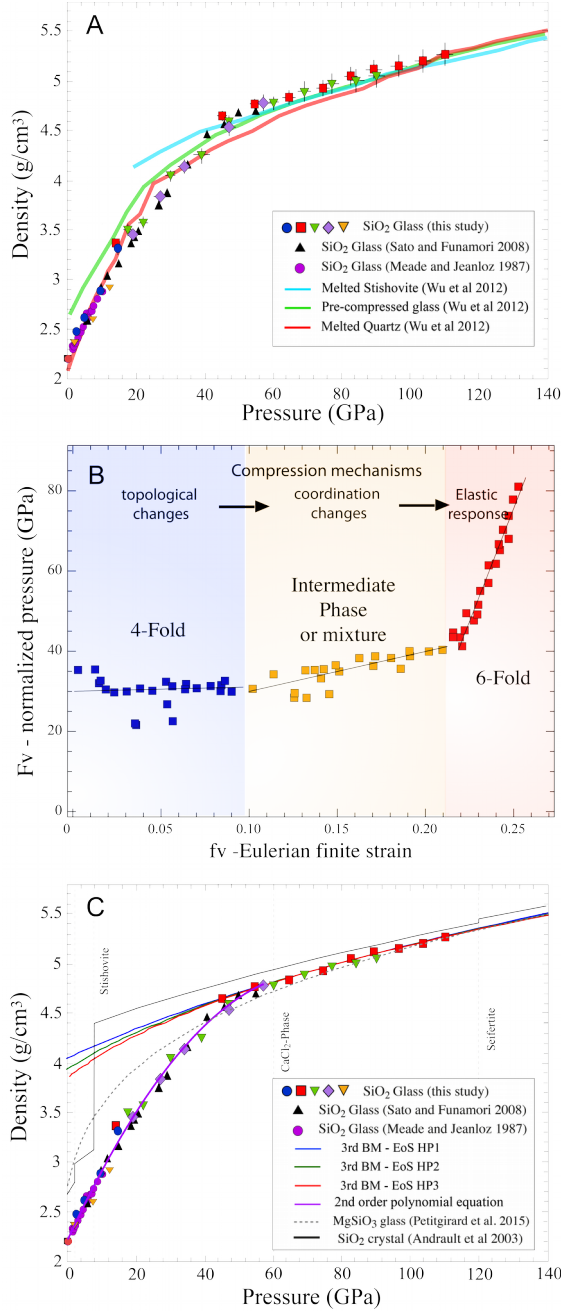 A
5.5
5
4.5
4
3.5
3
2.5
2
Density (g/cm3)
SiO2 Glass (this study)
SiO2 Glass (Sato and Funamori 2008)
SiO2 Glass (Meade and Jeanloz 1987)
Melted Stishovite (Wu et al 2012)
Pre-compressed glass (Wu et al 2012)
Melted Quartz (Wu et al 2012)
0 20 40 60 80 100 120 140
Pressure (GPa)
B
Compression mechanisms
topological changes
coordination changes
Elastic response
80
60
40
20
0
Fv - normalized pressure (GPa)
4-Fold
Intermediate
Phase
or mixture
6-Fold
0 0.05 0.10 0.15 0.20 0.25
fv -Eulerian finite strain
C
5.5
5
4.5
4
3.5
3
2.5
2
Density (g/cm3)
Stishovite
CaCl2-Phase
Seifertite
SiO2 Glass (this study)
SiO2 Glass (Sato and Funamori 2008)
SiO2 Glass (Meade and Jeanloz 1987)
3rd BM - EoS HP1
3rd BM - EoS HP2
3rd BM - EoS HP3
2nd order polynomial equation
MgSiO3 glass (Petitgirard et al. 2015)
SiO2 crystal (Andrault et al 2003)
0 20 40 60 80 100 120 140
Pressure (GPa)